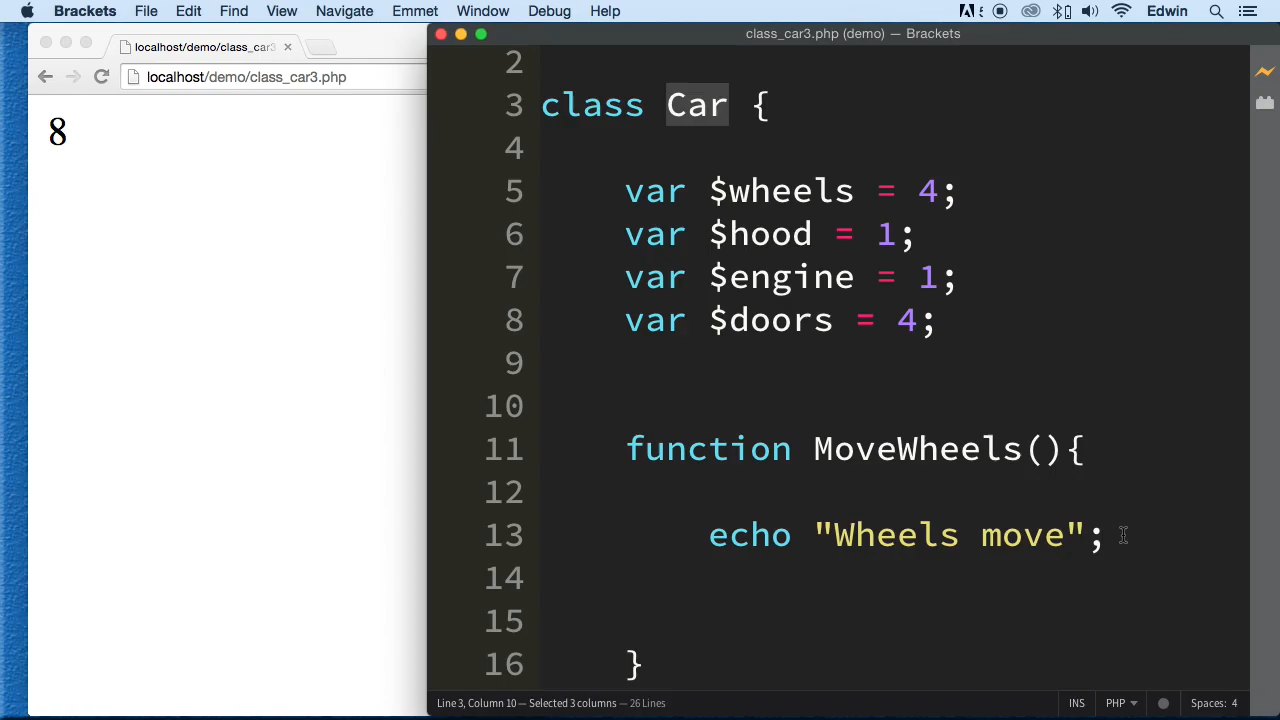 Brackets File Edit Find View Navigate Emmet Window Debug Help Edwin
localhost/demo/class_car3
localhost/demo/class_car3.php
8
class_car3.php (demo) — Brackets
2
3 class Car {
4
5 var $wheels = 4;
6 var $hood = 1;
7 var $engine = 1;
8 var $doors = 4;
9
10
11 function MoveWheels(){
12
13 echo "Wheels move";
14
15
16 }
Line 3, Column 10 — Selected 3 columns — 26 Lines INS PHP Spaces: 4